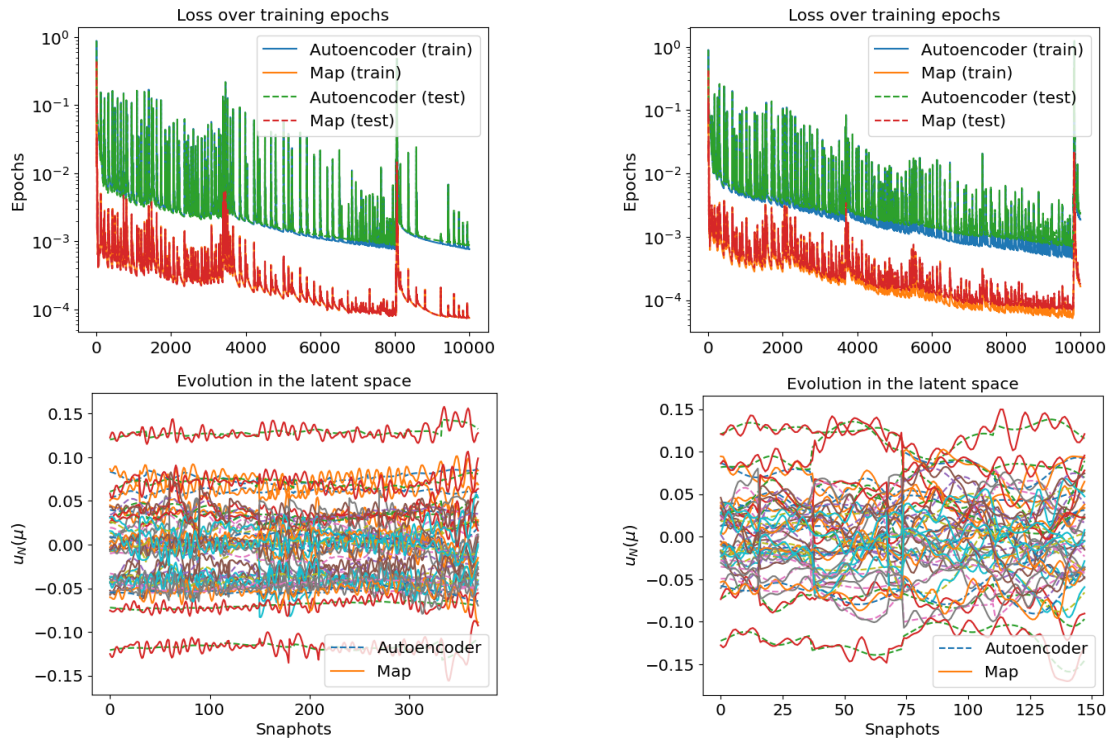 Loss over training epochs
10⁰
10⁻¹
10⁻²
10⁻³
10⁻⁴
Epochs
Autoencoder (train)
Map (train)
Autoencoder (test)
Map (test)
0 2000 4000 6000 8000 10000
Loss over training epochs
10⁰
10⁻¹
10⁻²
10⁻³
10⁻⁴
Epochs
Autoencoder (train)
Map (train)
Autoencoder (test)
Map (test)
0 2000 4000 6000 8000 10000
Evolution in the latent space
0.15
0.10
0.05
0.00
−0.05
−0.10
−0.15
u_N(μ)
Autoencoder
Map
0 100 200 300
Snaphots
Evolution in the latent space
0.15
0.10
0.05
0.00
−0.05
−0.10
−0.15
u_N(μ)
Autoencoder
Map
0 25 50 75 100 125 150
Snaphots